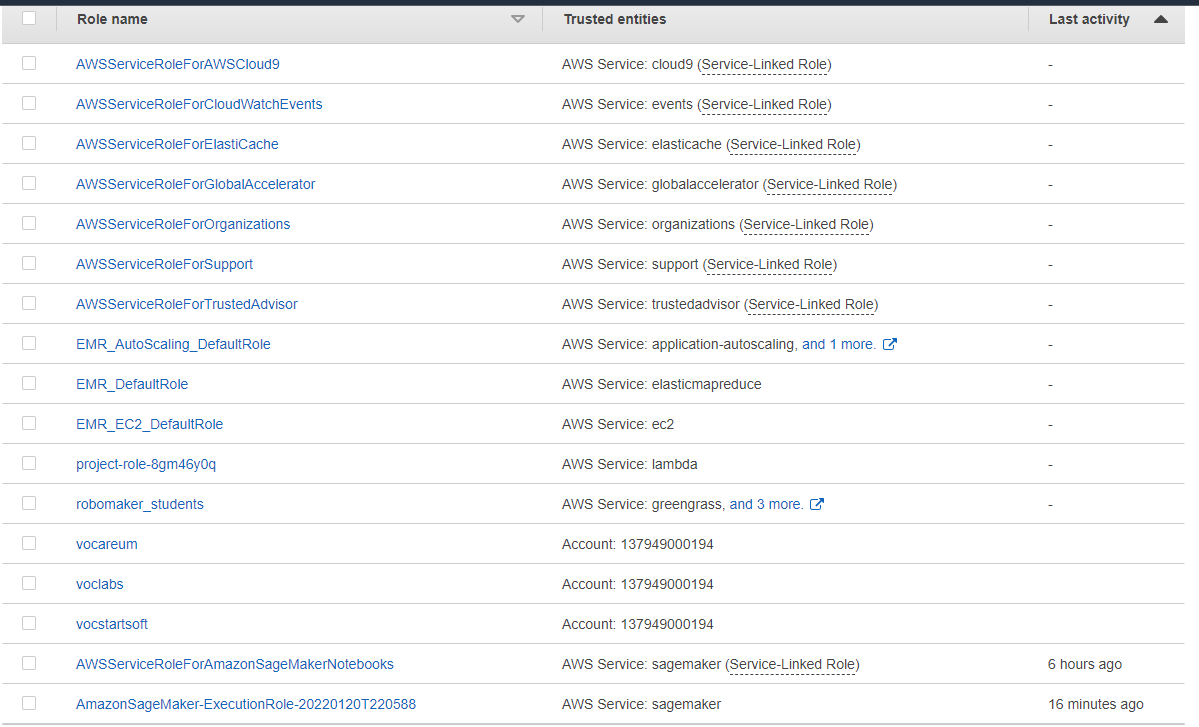 Role name Trusted entities Last activity
AWSServiceRoleForAWSCloud9 AWS Service: cloud9 (Service-Linked Role) -
AWSServiceRoleForCloudWatchEvents AWS Service: events (Service-Linked Role) -
AWSServiceRoleForElastiCache AWS Service: elasticache (Service-Linked Role) -
AWSServiceRoleForGlobalAccelerator AWS Service: globalaccelerator (Service-Linked Role) -
AWSServiceRoleForOrganizations AWS Service: organizations (Service-Linked Role) -
AWSServiceRoleForSupport AWS Service: support (Service-Linked Role) -
AWSServiceRoleForTrustedAdvisor AWS Service: trustedadvisor (Service-Linked Role) -
EMR_AutoScaling_DefaultRole AWS Service: application-autoscaling, and 1 more. -
EMR_DefaultRole AWS Service: elasticmapreduce -
EMR_EC2_DefaultRole AWS Service: ec2 -
project-role-8gm46y0q AWS Service: lambda -
robomaker_students AWS Service: greengrass, and 3 more. -
vocareum Account: 137949000194
voclabs Account: 137949000194
vocstartsoft Account: 137949000194
AWSServiceRoleForAmazonSageMakerNotebooks AWS Service: sagemaker (Service-Linked Role) 6 hours ago
AmazonSageMaker-ExecutionRole-20220120T220588 AWS Service: sagemaker 16 minutes ago